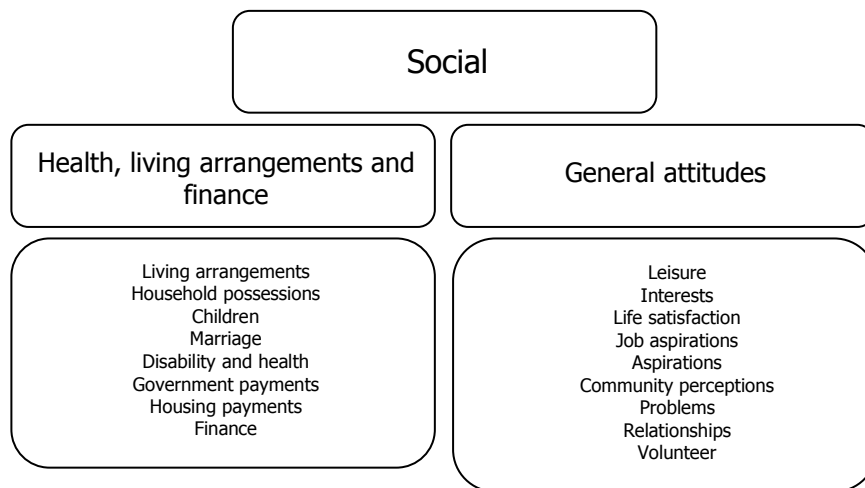 Social
Health, living arrangements and
finance
General attitudes
Living arrangements
Household possessions
Children
Marriage
Disability and health
Government payments
Housing payments
Finance
Leisure
Interests
Life satisfaction
Job aspirations
Aspirations
Community perceptions
Problems
Relationships
Volunteer